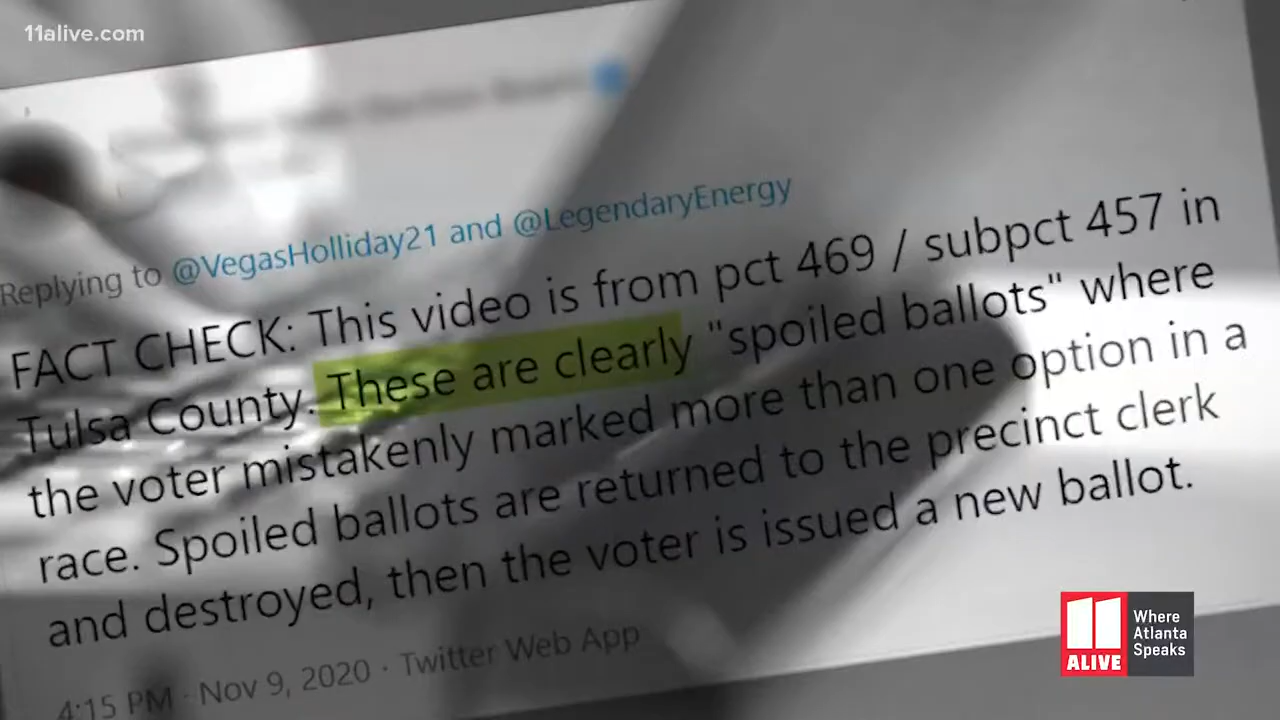 11alive.com
Replying to @VegasHolliday21 and @LegendaryEnergy
FACT CHECK: This video is from pct 469 / subpct 457 in
Tulsa County. These are clearly "spoiled ballots" where
the voter mistakenly marked more than one option in a
race. Spoiled ballots are returned to the precinct clerk
and destroyed, then the voter is issued a new ballot.
4:15 PM · Nov 9, 2020 · Twitter Web App
11
ALIVE
Where
Atlanta
Speaks